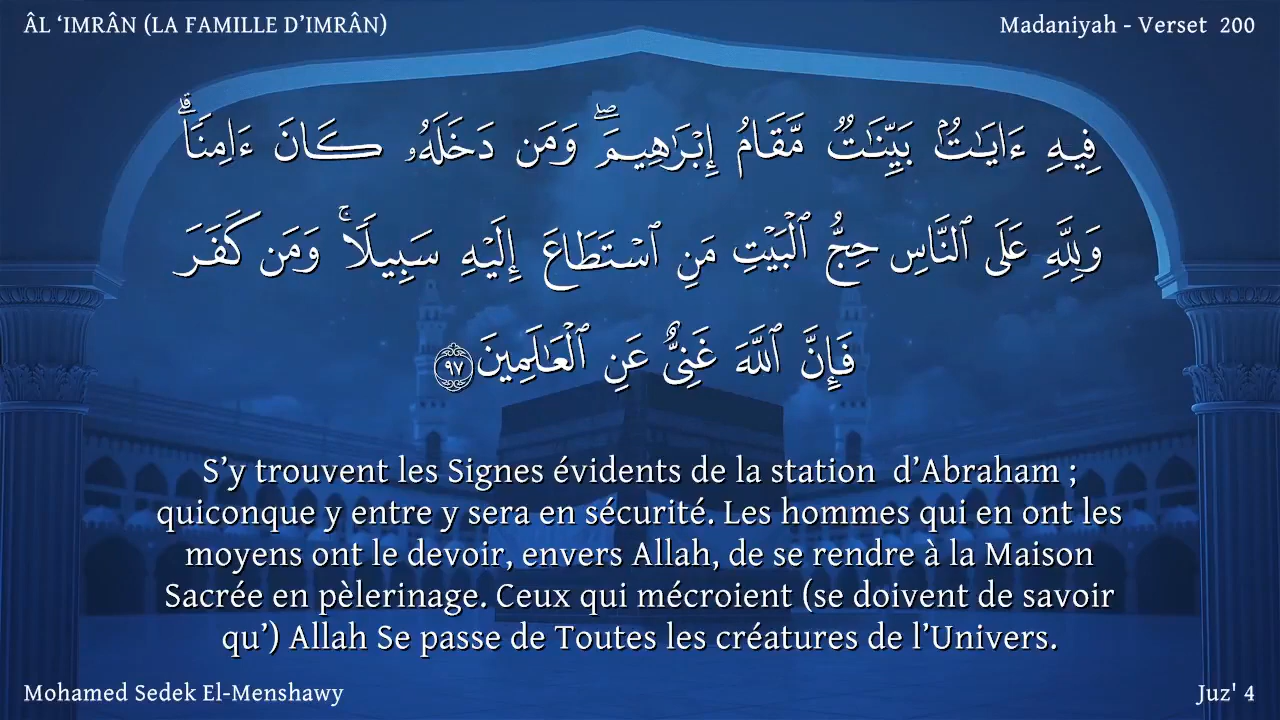 ÂL ‘IMRÂN (LA FAMILLE D’IMRÂN)
Madaniyah - Verset 200
فِيهِ ءَايَـٰتٌۢ بَيِّنَـٰتٌ مَّقَامُ إِبْرَٰهِيمَ ۖ وَمَن دَخَلَهُۥ كَانَ ءَامِنًا ۗ
وَلِلَّهِ عَلَى ٱلنَّاسِ حِجُّ ٱلْبَيْتِ مَنِ ٱسْتَطَاعَ إِلَيْهِ سَبِيلًا ۚ وَمَن كَفَرَ
فَإِنَّ ٱللَّهَ غَنِىٌّ عَنِ ٱلْعَـٰلَمِينَ ٩٧
S’y trouvent les Signes évidents de la station d’Abraham ;
quiconque y entre y sera en sécurité. Les hommes qui en ont les
moyens ont le devoir, envers Allah, de se rendre à la Maison
Sacrée en pèlerinage. Ceux qui mécroient (se doivent de savoir
qu’) Allah Se passe de Toutes les créatures de l’Univers.
Mohamed Sedek El-Menshawy
Juz' 4